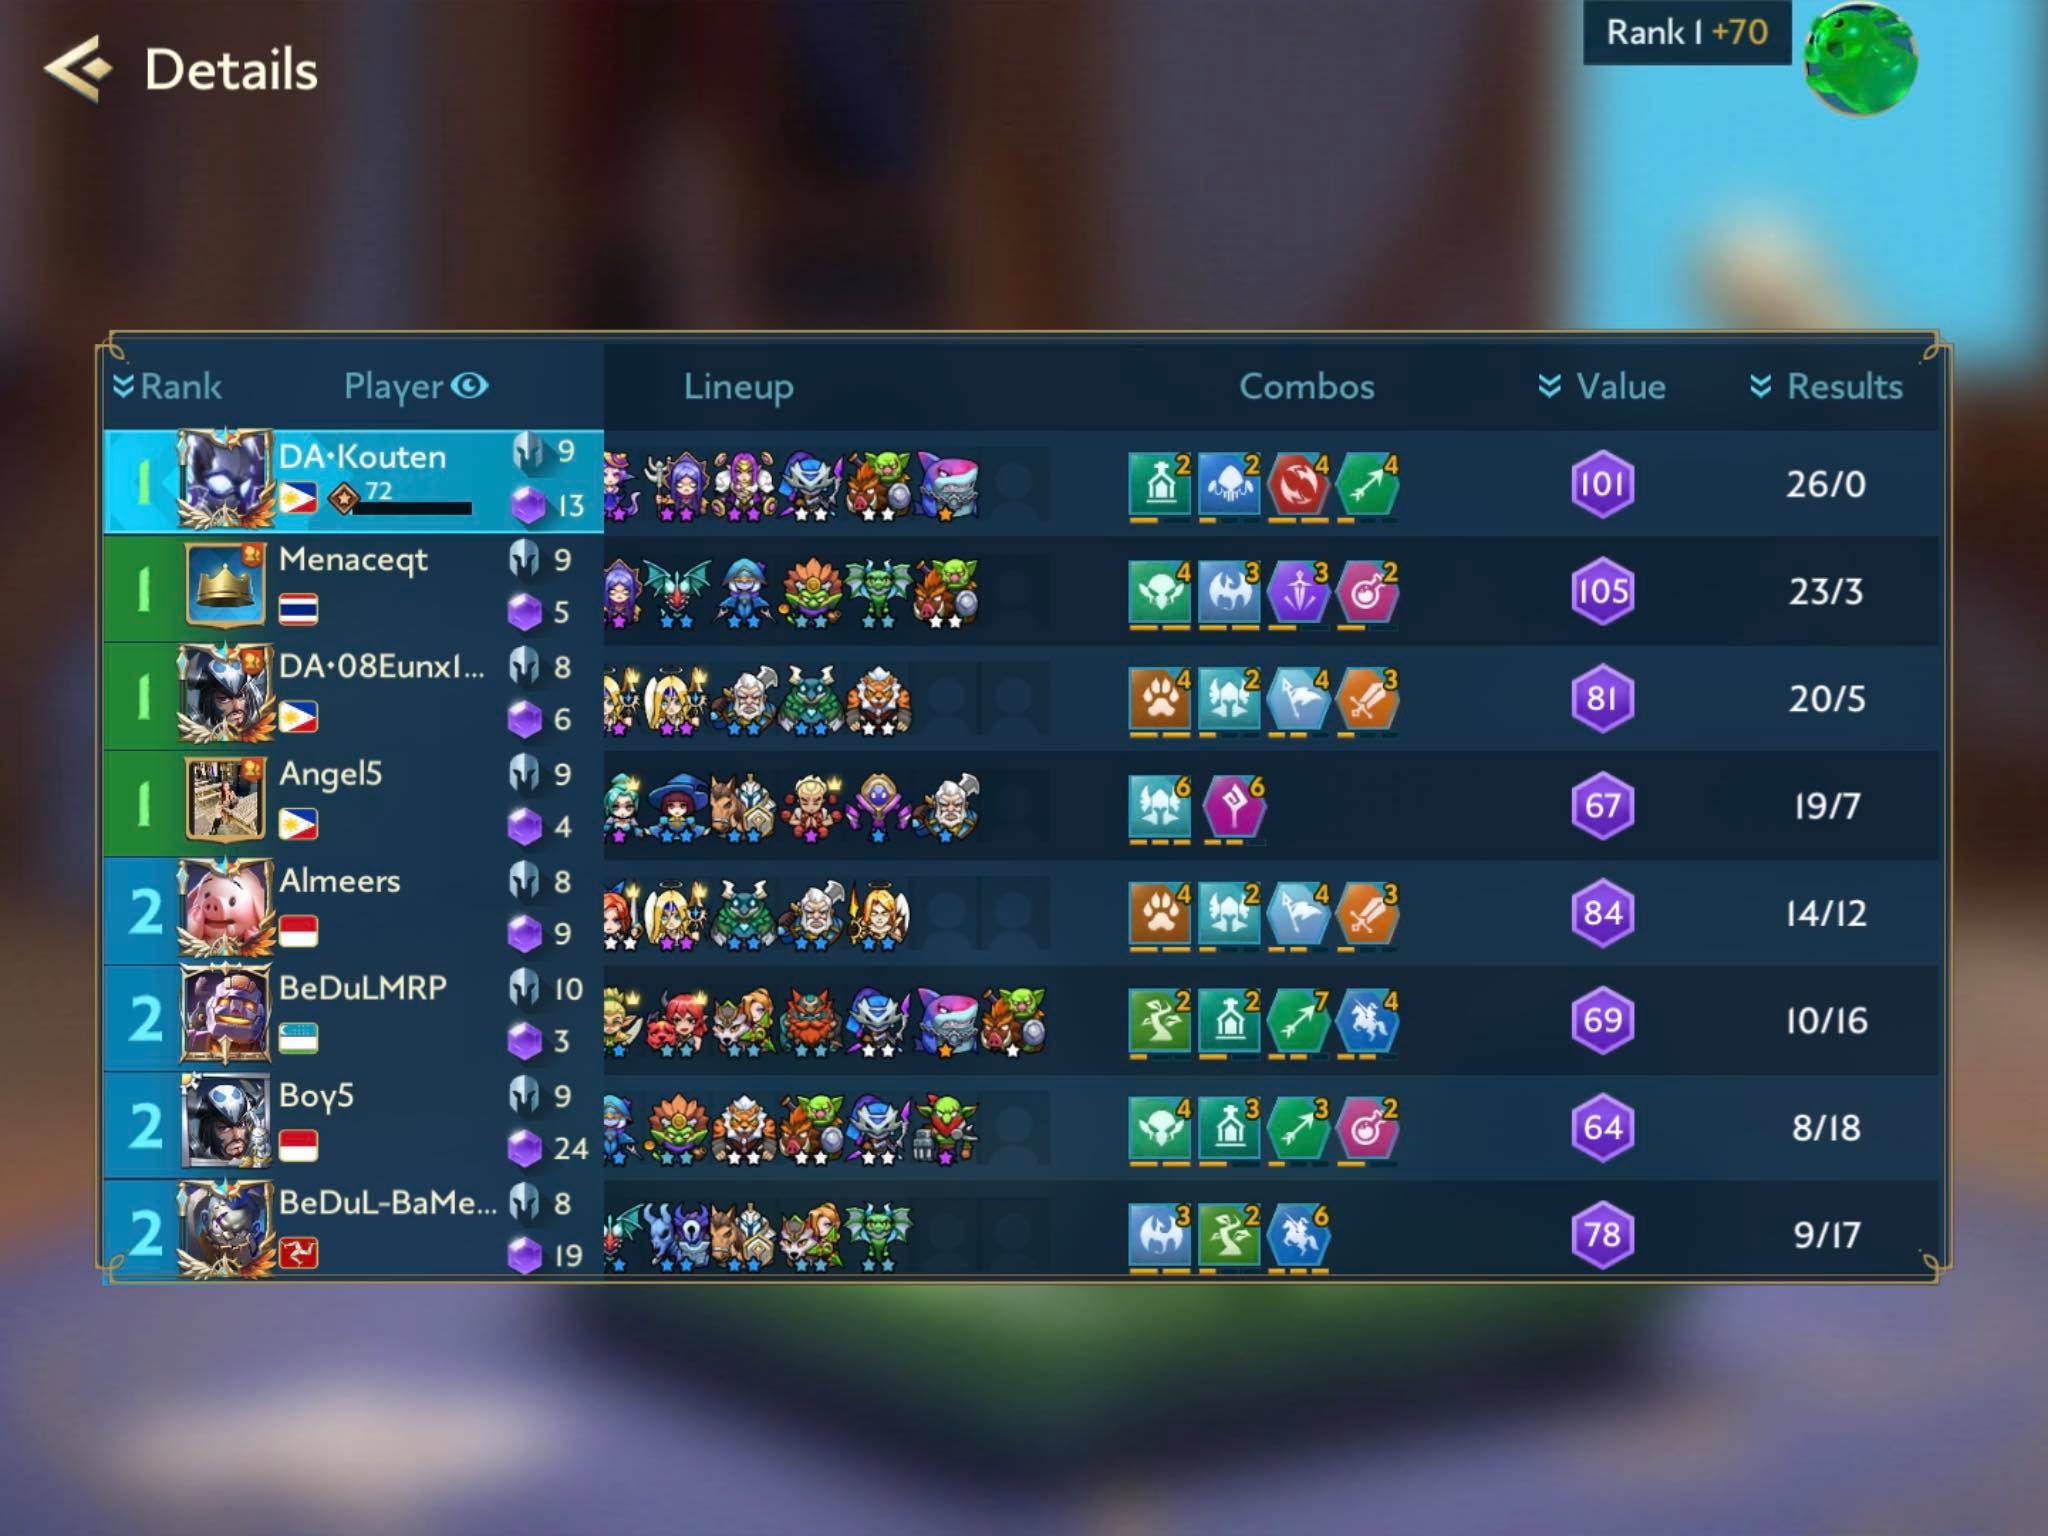 Details
Rank 1 +70
Rank Player Lineup Combos Value Results
1 DA•Kouten 9 72 13 2 2 4 4 101 26/0
1 Menaceqt 9 5 4 3 3 2 105 23/3
1 DA•08Eunx1... 8 6 4 2 4 3 81 20/5
1 Angel5 9 4 6 6 67 19/7
2 Almeers 8 9 4 2 4 3 84 14/12
2 BeDuLMRP 10 3 2 2 7 4 69 10/16
2 Boy5 9 24 4 3 3 2 64 8/18
2 BeDuL-BaMe... 8 19 3 2 6 78 9/17